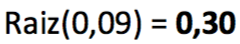 Raiz(0,09) = 0,30